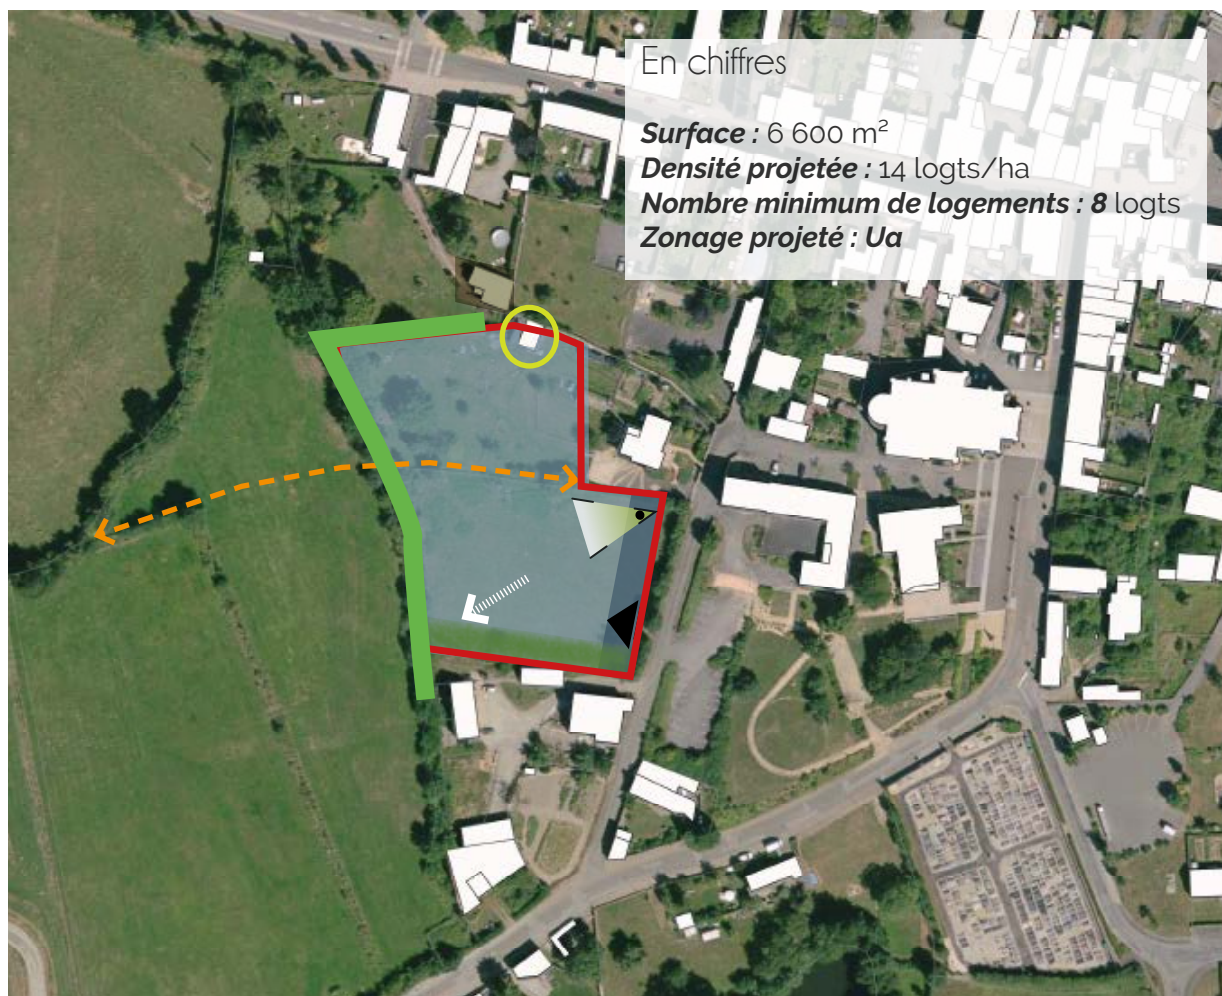 En chiffres
Surface : 6 600 m²
Densité projetée : 14 logts/ha
Nombre minimum de logements : 8 logts
Zonage projeté : Ua